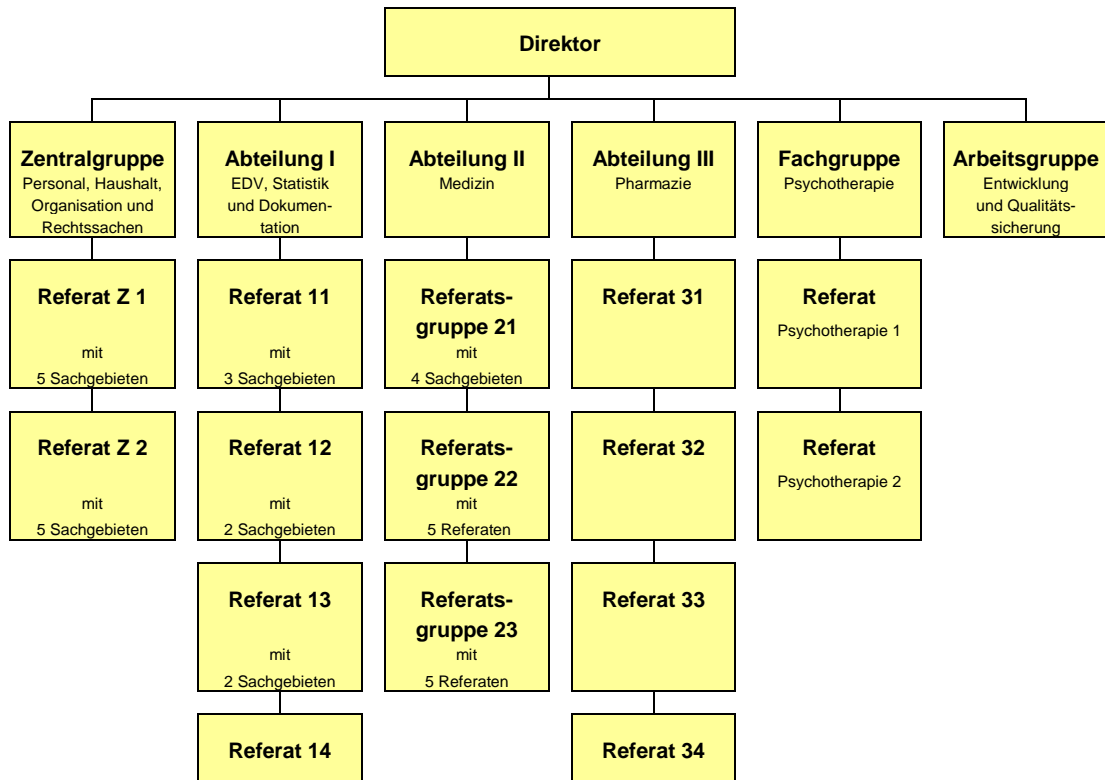 Direktor
Zentralgruppe
Personal, Haushalt,
Organisation und
Rechtssachen
Abteilung I
EDV, Statistik
und Dokumen-
tation
Abteilung II
Medizin
Abteilung III
Pharmazie
Fachgruppe
Psychotherapie
Arbeitsgruppe
Entwicklung
und Qualitäts-
sicherung
Referat Z 1
mit
5 Sachgebieten
Referat 11
mit
3 Sachgebieten
Referats-
gruppe 21
mit
4 Sachgebieten
Referat 31
Referat
Psychotherapie 1
Referat Z 2
mit
5 Sachgebieten
Referat 12
mit
2 Sachgebieten
Referats-
gruppe 22
mit
5 Referaten
Referat 32
Referat
Psychotherapie 2
Referat 13
mit
2 Sachgebieten
Referats-
gruppe 23
mit
5 Referaten
Referat 33
Referat 14
Referat 34